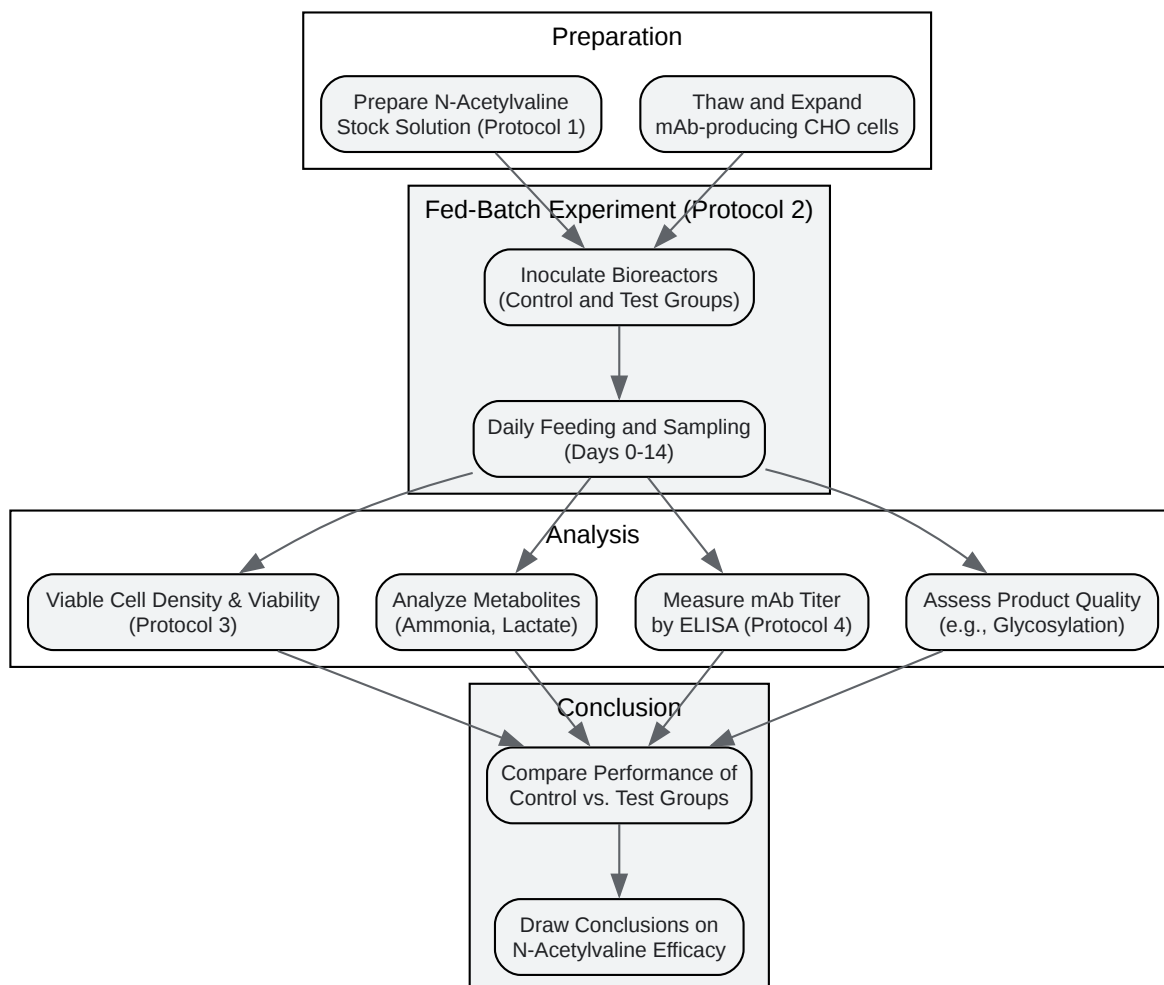 Preparation
Prepare N-Acetylvaline
Stock Solution (Protocol 1)
Thaw and Expand
mAb-producing CHO cells
Fed-Batch Experiment (Protocol 2)
Inoculate Bioreactors
(Control and Test Groups)
Daily Feeding and Sampling
(Days 0-14)
Analysis
Viable Cell Density & Viability
(Protocol 3)
Analyze Metabolites
(Ammonia, Lactate)
Measure mAb Titer
by ELISA (Protocol 4)
Assess Product Quality
(e.g., Glycosylation)
Conclusion
Compare Performance of
Control vs. Test Groups
Draw Conclusions on
N-Acetylvaline Efficacy